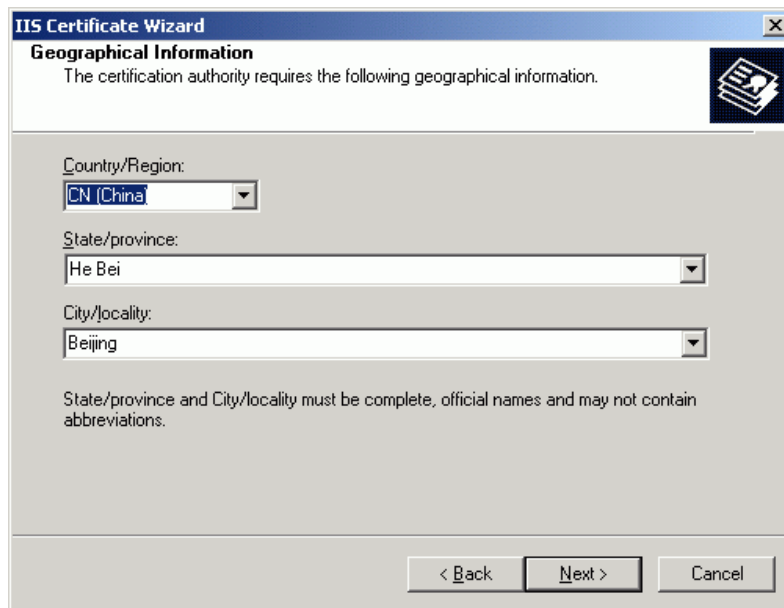 IIS Certificate Wizard
Geographical Information
The certification authority requires the following geographical information.
Country/Region:
CN (China)
State/province:
He Bei
City/locality:
Beijing
State/province and City/locality must be complete, official names and may not contain
abbreviations.
< Back
Next >
Cancel